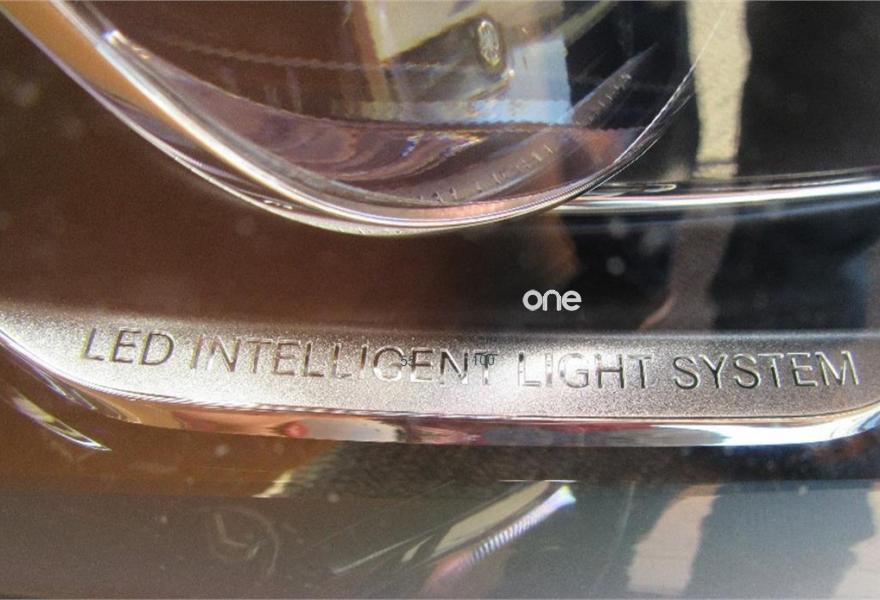 one
LED INTELLIGENT LIGHT SYSTEM